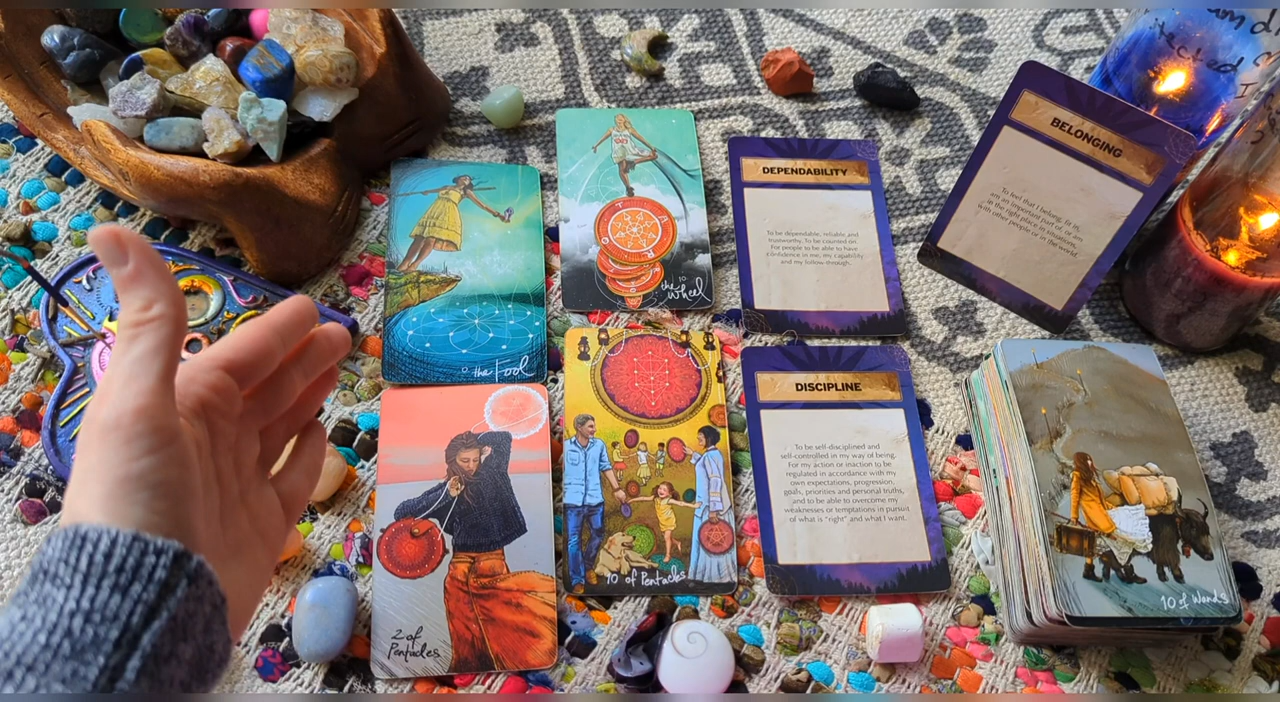 0 the Fool
T
A
R
O
10
the Wheel
DEPENDABILITY
To be dependable, reliable and
trustworthy. To be counted on.
For people to be able to have
confidence in me, my capability
and my follow-through.
BELONGING
To feel that I belong, fit in,
am an important part of, or am
in the right place in situations,
with other people or in the world.
2 of
Pentacles
10 of Pentacles
DISCIPLINE
To be self-disciplined and
self-controlled in my way of being.
For my action or inaction to be
regulated in accordance with my
own expectations, progression,
goals, priorities and personal truths,
and to be able to overcome my
weaknesses or temptations in pursuit
of what is "right" and what I want.
10 of Wands